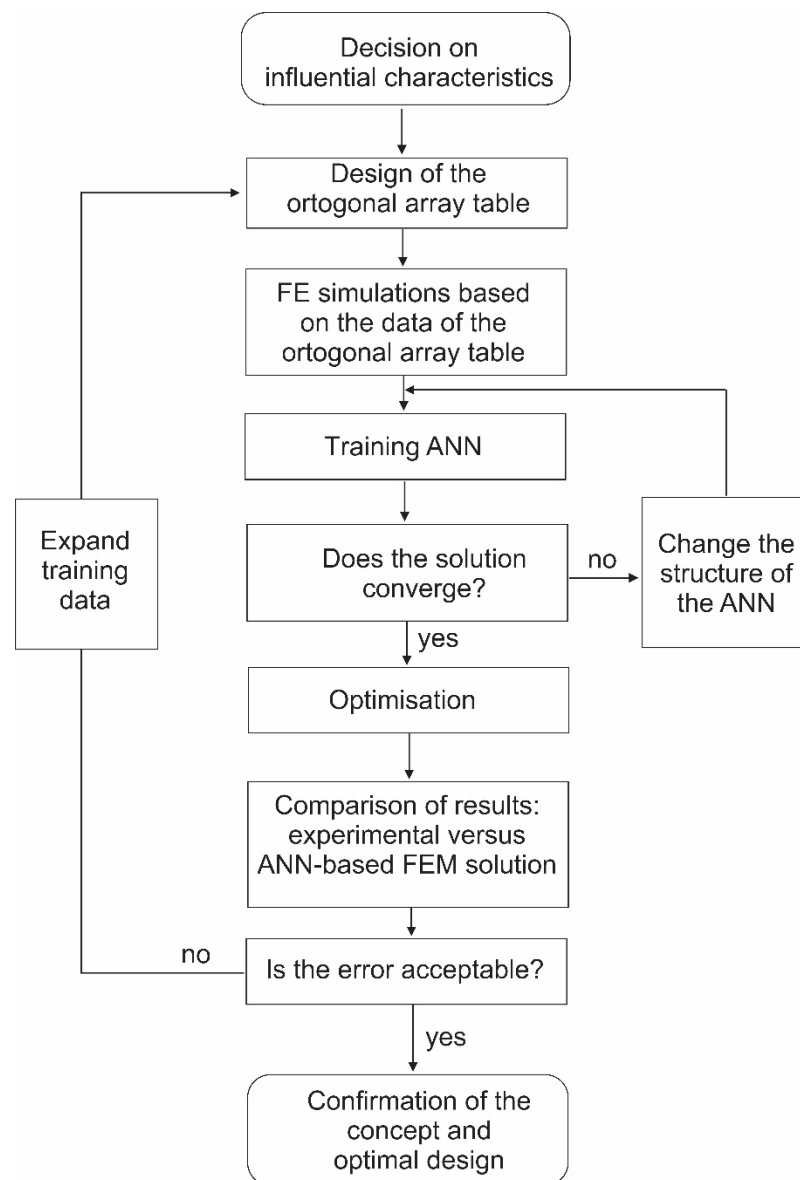 Decision on
influential characteristics
Design of the
ortogonal array table
FE simulations based
on the data of the
ortogonal array table
Training ANN
Does the solution
converge?
no
Change the
structure of
the ANN
Expand
training
data
yes
Optimisation
Comparison of results:
experimental versus
ANN-based FEM solution
no
Is the error acceptable?
yes
Confirmation of the
concept and
optimal design